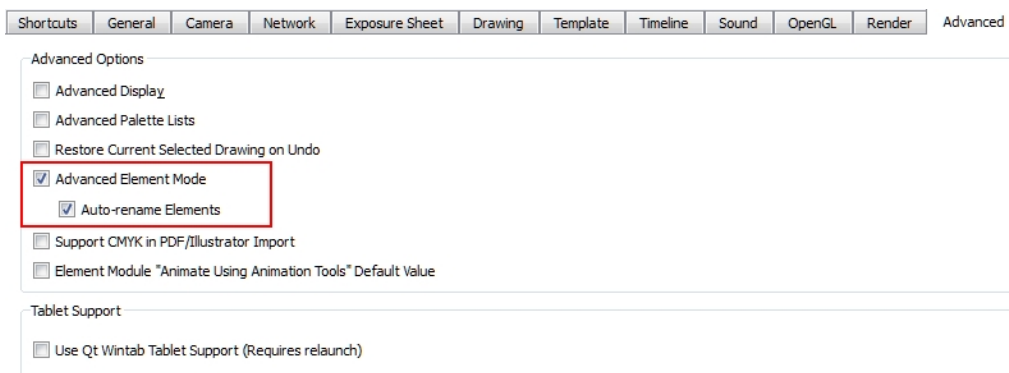 Shortcuts General Camera Network Exposure Sheet Drawing Template Timeline Sound OpenGL Render Advanced
Advanced Options
Advanced Display
Advanced Palette Lists
Restore Current Selected Drawing on Undo
Advanced Element Mode
Auto-rename Elements
Support CMYK in PDF/Illustrator Import
Element Module "Animate Using Animation Tools" Default Value
Tablet Support
Use Qt Wintab Tablet Support (Requires relaunch)